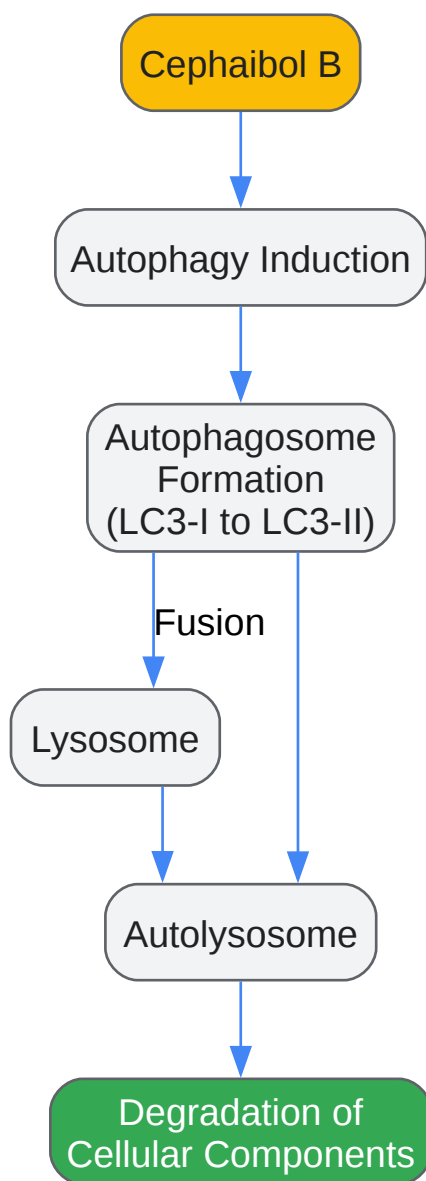 Cephaibol B
Autophagy Induction
Autophagosome
Formation
(LC3-I to LC3-II)
Fusion
Lysosome
Autolysosome
Degradation of
Cellular Components